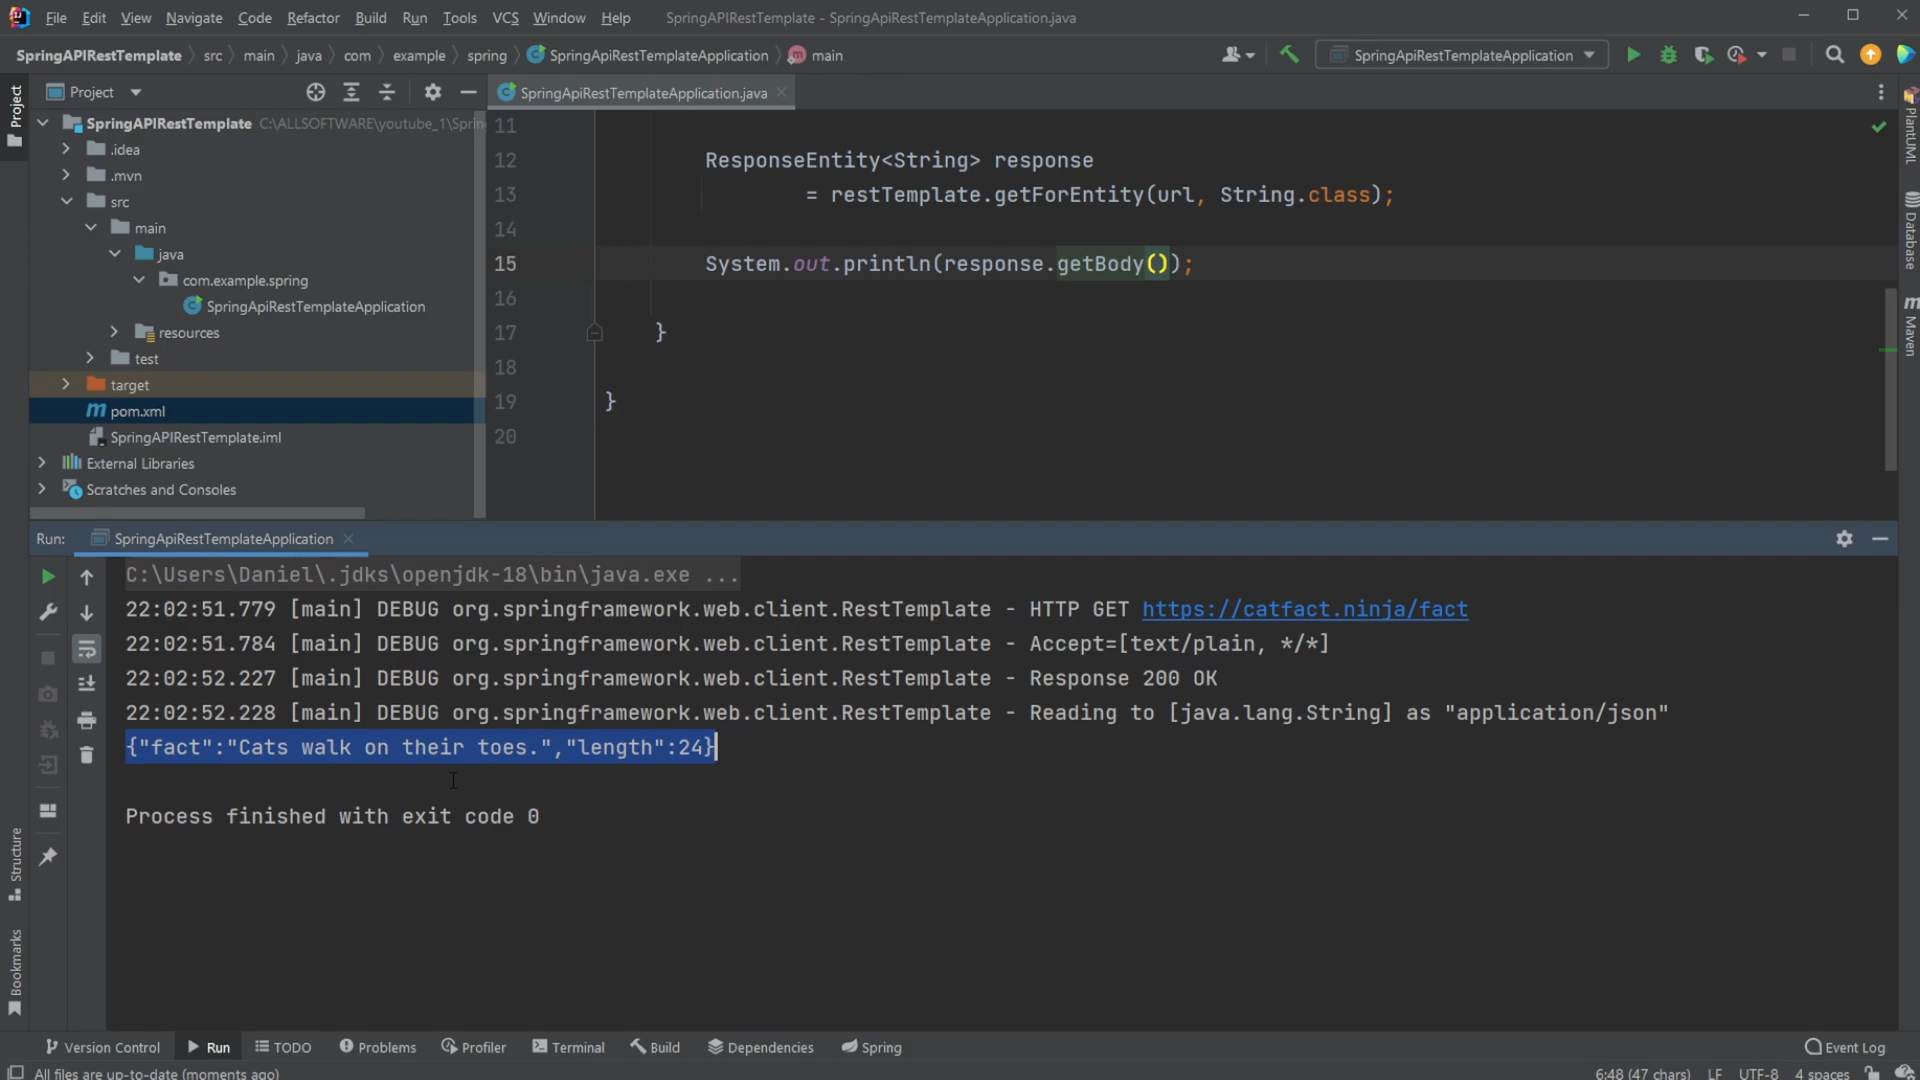 File Edit View Navigate Code Refactor Build Run Tools VCS Window Help SpringAPIRestTemplate - SpringApiRestTemplateApplication.java
SpringAPIRestTemplate src main java com example spring SpringApiRestTemplateApplication main SpringApiRestTemplateApplication
Project
SpringApiRestTemplateApplication.java
Project
SpringAPIRestTemplate C:\ALLSOFTWARE\youtube_1\Sprin
.idea
.mvn
src
main
java
com.example.spring
SpringApiRestTemplateApplication
resources
test
target
pom.xml
SpringAPIRestTemplate.iml
External Libraries
Scratches and Consoles
11
12 ResponseEntity<String> response
13 = restTemplate.getForEntity(url, String.class);
14
15 System.out.println(response.getBody());
16
17 }
18
19 }
20
PlantUML
Database
Maven
Run: SpringApiRestTemplateApplication
C:\Users\Daniel\.jdks\openjdk-18\bin\java.exe ...
22:02:51.779 [main] DEBUG org.springframework.web.client.RestTemplate - HTTP GET https://catfact.ninja/fact
22:02:51.784 [main] DEBUG org.springframework.web.client.RestTemplate - Accept=[text/plain, */*]
22:02:52.227 [main] DEBUG org.springframework.web.client.RestTemplate - Response 200 OK
22:02:52.228 [main] DEBUG org.springframework.web.client.RestTemplate - Reading to [java.lang.String] as "application/json"
{"fact":"Cats walk on their toes.","length":24}
Process finished with exit code 0
Structure
Bookmarks
Version Control Run TODO Problems Profiler Terminal Build Dependencies Spring Event Log
All files are up-to-date (moments ago) 6:48 (47 chars) LF UTF-8 4 spaces